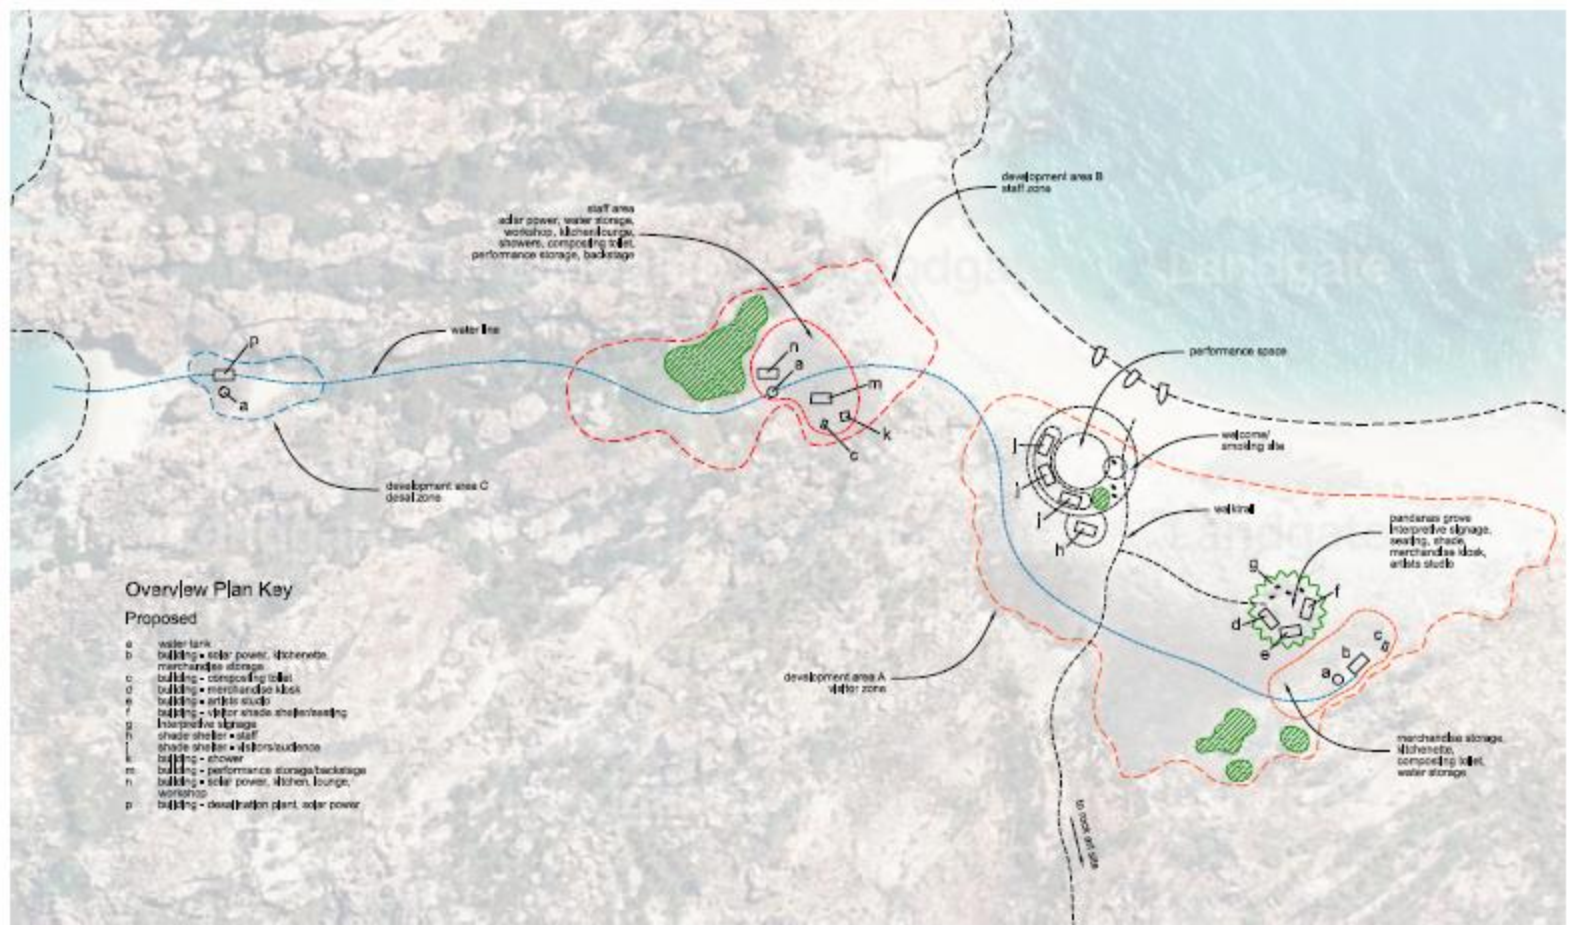 development area B
staff zone
staff area
solar power, water storage,
workshop, kitchen/lounge,
showers, composting toilet,
performance storage, backstage
water line
performance space
p
a
n
a
m
k
c
welcome/
smoking site
j
j
j
h
development area C
desal zone
walktrail
pandanas grove
interpretive signage,
seating, shade,
merchandise kiosk,
artists studio
g
f
d
e
c
b
a
development area A
visitor zone
merchandise storage,
kitchenette,
composting toilet,
water storage
to rock art site
Overview Plan Key
Proposed
a water tank
b building - solar power, kitchenette,
merchandise storage
c building - composting toilet
d building - merchandise kiosk
e building - artists studio
f building - visitor shade shelter/seating
g interpretive signage
h shade shelter - staff
j shade shelter - visitors/audience
k building - shower
m building - performance storage/backstage
n building - solar power, kitchen, lounge,
workshop
p building - desalination plant, solar power